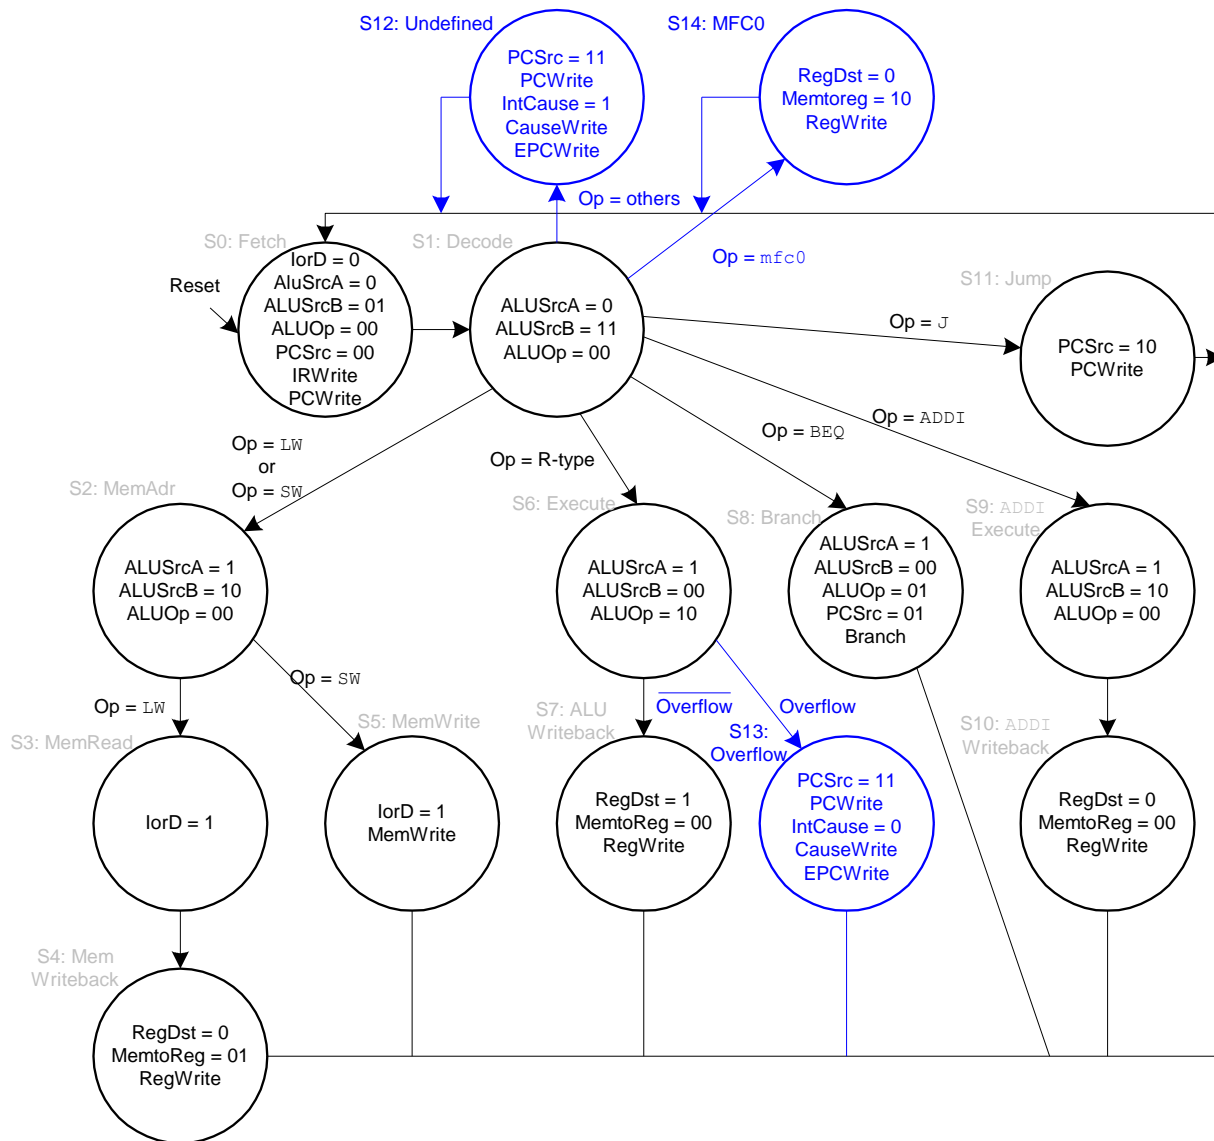 S12: Undefined
PCSrc = 11
PCWrite
IntCause = 1
CauseWrite
EPCWrite
S14: MFC0
RegDst = 0
Memtoreg = 10
RegWrite
Op = others
Op = mfc0
S0: Fetch
Reset
IorD = 0
AluSrcA = 0
ALUSrcB = 01
ALUOp = 00
PCSrc = 00
IRWrite
PCWrite
S1: Decode
ALUSrcA = 0
ALUSrcB = 11
ALUOp = 00
S11: Jump
Op = J
PCSrc = 10
PCWrite
Op = LW
or
Op = SW
Op = R-type
Op = BEQ
Op = ADDI
S2: MemAdr
ALUSrcA = 1
ALUSrcB = 10
ALUOp = 00
S6: Execute
ALUSrcA = 1
ALUSrcB = 00
ALUOp = 10
S8: Branch
ALUSrcA = 1
ALUSrcB = 00
ALUOp = 01
PCSrc = 01
Branch
S9: ADDI
Execute
ALUSrcA = 1
ALUSrcB = 10
ALUOp = 00
Op = LW
Op = SW
Overflow
Overflow
S3: MemRead
IorD = 1
S5: MemWrite
IorD = 1
MemWrite
S7: ALU
Writeback
RegDst = 1
MemtoReg = 00
RegWrite
S13:
Overflow
PCSrc = 11
PCWrite
IntCause = 0
CauseWrite
EPCWrite
S10: ADDI
Writeback
RegDst = 0
MemtoReg = 00
RegWrite
S4: Mem
Writeback
RegDst = 0
MemtoReg = 01
RegWrite